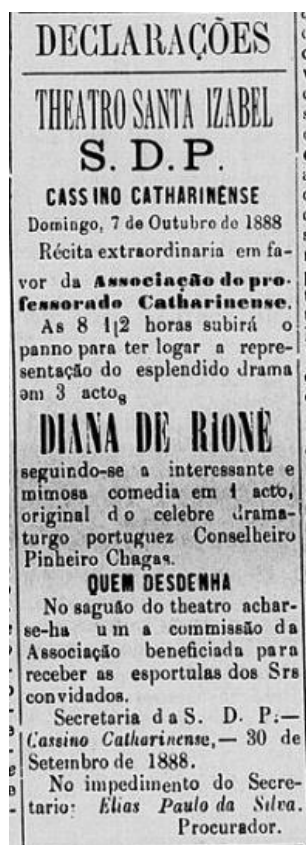 DECLARAÇÕES
THEATRO SANTA IZABEL
S. D. P.
CASSINO CATHARINENSE
Domingo, 7 de Outubro de 1888
Récita extraordinaria em fa-
vor da Associação do pro-
fessorado Catharinense.
As 8 1|2 horas subirá o
panno para ter logar a repre-
sentação do esplendido drama
em 3 actos
DIANA DE RIONE
seguindo-se a interessante e
mimosa comedia em 1 acto,
original do celebre drama-
turgo portuguez Conselheiro
Pinheiro Chagas.
QUEM DESDENHA
No saguão do theatro achar-
se-ha uma commissão da
Associação beneficiada para
receber as esportulas dos Srs
convidados.
Secretaria da S. D. P.—
Cassino Catharinense,— 30 de
Setembro de 1888.
No impedimento do Secre-
tario: Elias Paulo da Silva.
Procurador.